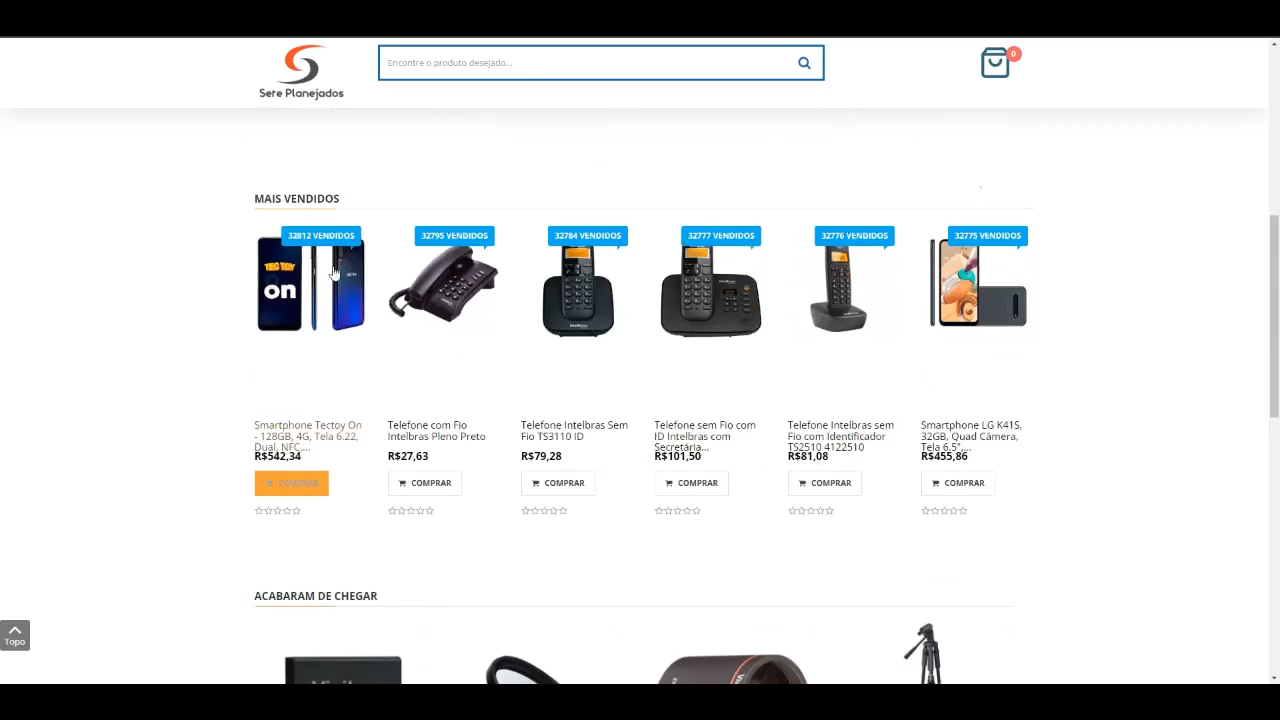 Sete Planejados
Encontre o produto desejado...
0
MAIS VENDIDOS
32812 VENDIDOS
32795 VENDIDOS
32784 VENDIDOS
32777 VENDIDOS
32776 VENDIDOS
32775 VENDIDOS
TEC TOY
on
Smartphone Tectoy On
- 128GB, 4G, Tela 6.22,
Dual, NFC,...
R$542,34
COMPRAR
Telefone com Fio
Intelbras Pleno Preto
R$27,63
COMPRAR
Telefone Intelbras Sem
Fio TS3110 ID
R$79,28
COMPRAR
Telefone sem Fio com
ID Intelbras com
Secretária...
R$101,50
COMPRAR
Telefone Intelbras sem
Fio com Identificador
TS2510 4122510
R$81,08
COMPRAR
Smartphone LG K41S,
32GB, Quad Câmera,
Tela 6,5",...
R$455,86
COMPRAR
ACABARAM DE CHEGAR
Topo